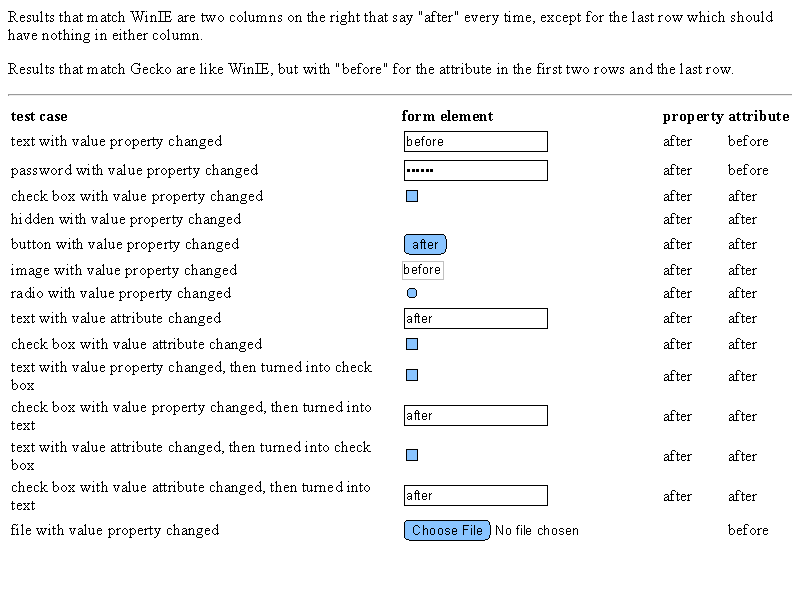 Results that match WinIE are two columns on the right that say "after" every time, except for the last row which should
have nothing in either column.
Results that match Gecko are like WinIE, but with "before" for the attribute in the first two rows and the last row.
test case form element property attribute
text with value property changed before after before
password with value property changed •••••• after before
check box with value property changed after after
hidden with value property changed after after
button with value property changed after after after
image with value property changed before after after
radio with value property changed after after
text with value attribute changed after after after
check box with value attribute changed after after
text with value property changed, then turned into check
box after after
check box with value property changed, then turned into
text after after after
text with value attribute changed, then turned into check
box after after
check box with value attribute changed, then turned into
text after after after
file with value property changed Choose File No file chosen before